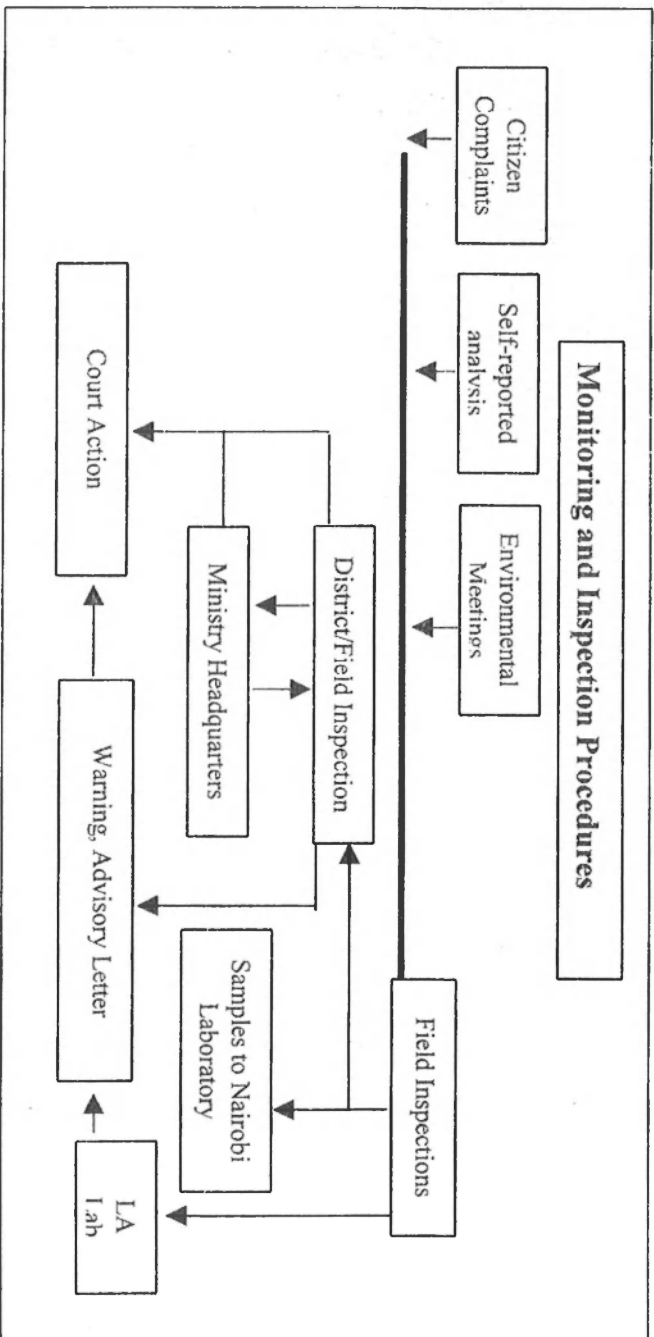 Monitoring and Inspection Procedures
Citizen
Complaints
Self-reported
analysis
Environmental
Meetings
Field Inspections
District/Field Inspection
Samples to Nairobi
Laboratory
Ministry Headquarters
Court Action
Warning, Advisory Letter
LA
Lab